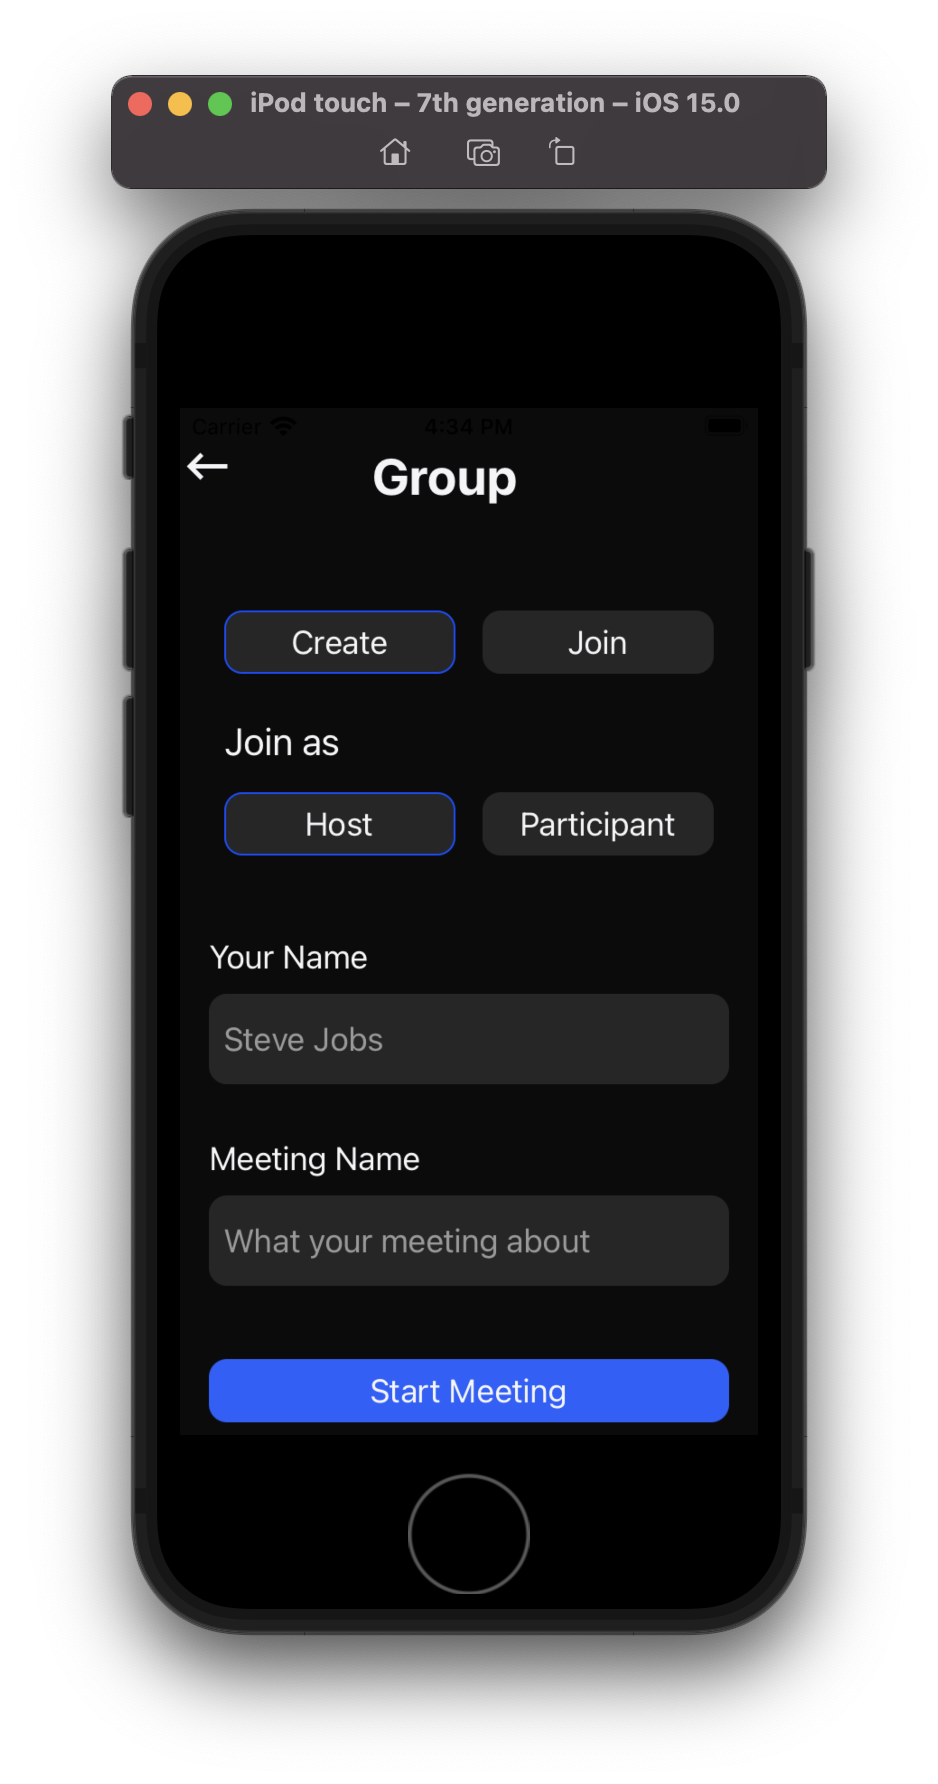 iPod touch – 7th generation – iOS 15.0
Carrier 4:34 PM
Group
Create Join
Join as
Host Participant
Your Name
Steve Jobs
Meeting Name
What your meeting about
Start Meeting